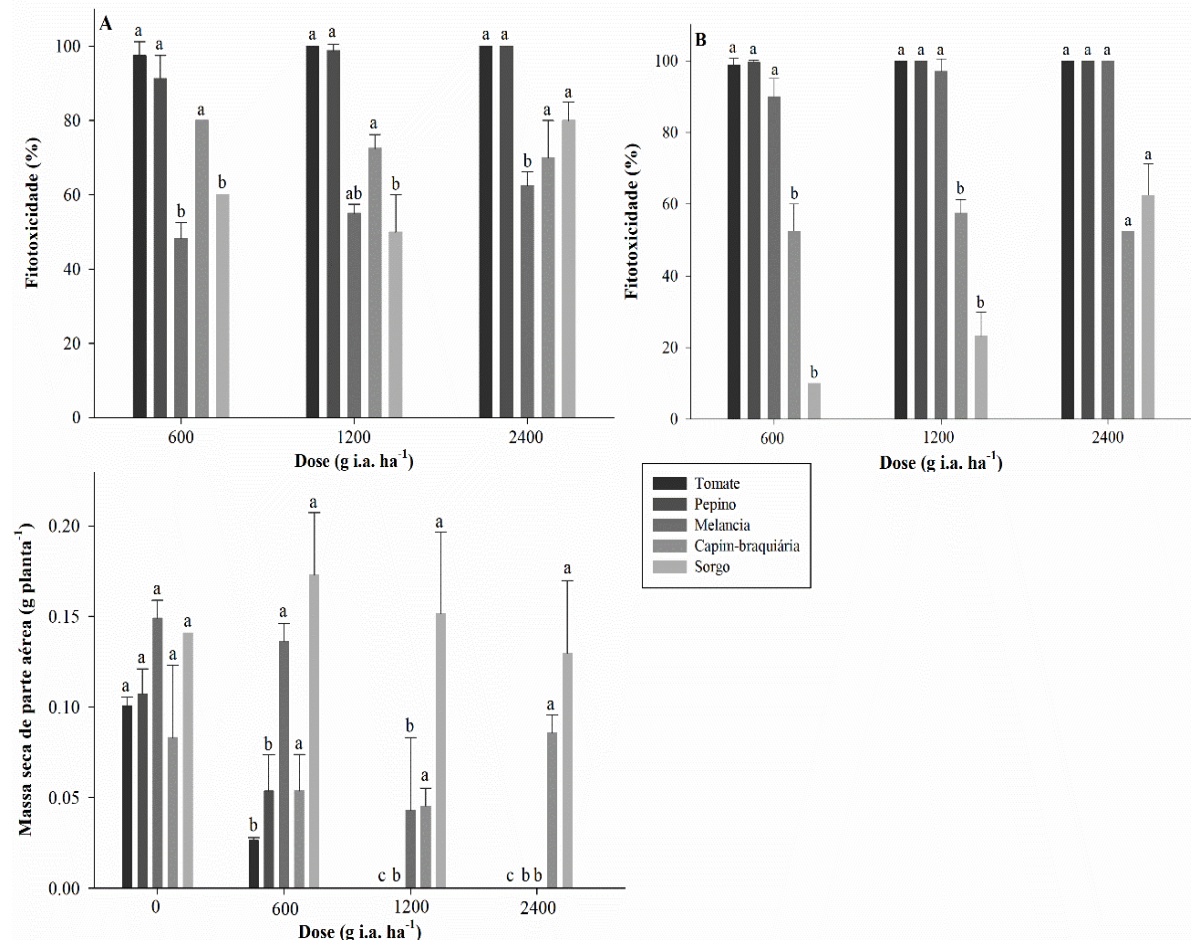 A
Fitotoxicidade (%)
100
80
60
40
20
0
a a b a b
a a ab a b
a a b a a
600 1200 2400
Dose (g i.a. ha⁻¹)
B
Fitotoxicidade (%)
100
80
60
40
20
0
a a a b b
a a a b b
a a a a a
600 1200 2400
Dose (g i.a. ha⁻¹)
Tomate
Pepino
Melancia
Capim-braquiária
Sorgo
Massa seca de parte aérea (g planta⁻¹)
0.20
0.15
0.10
0.05
0.00
a a a a a
b b a a a
c b b a a
c b b a a
0 600 1200 2400
Dose (g i.a. ha⁻¹)